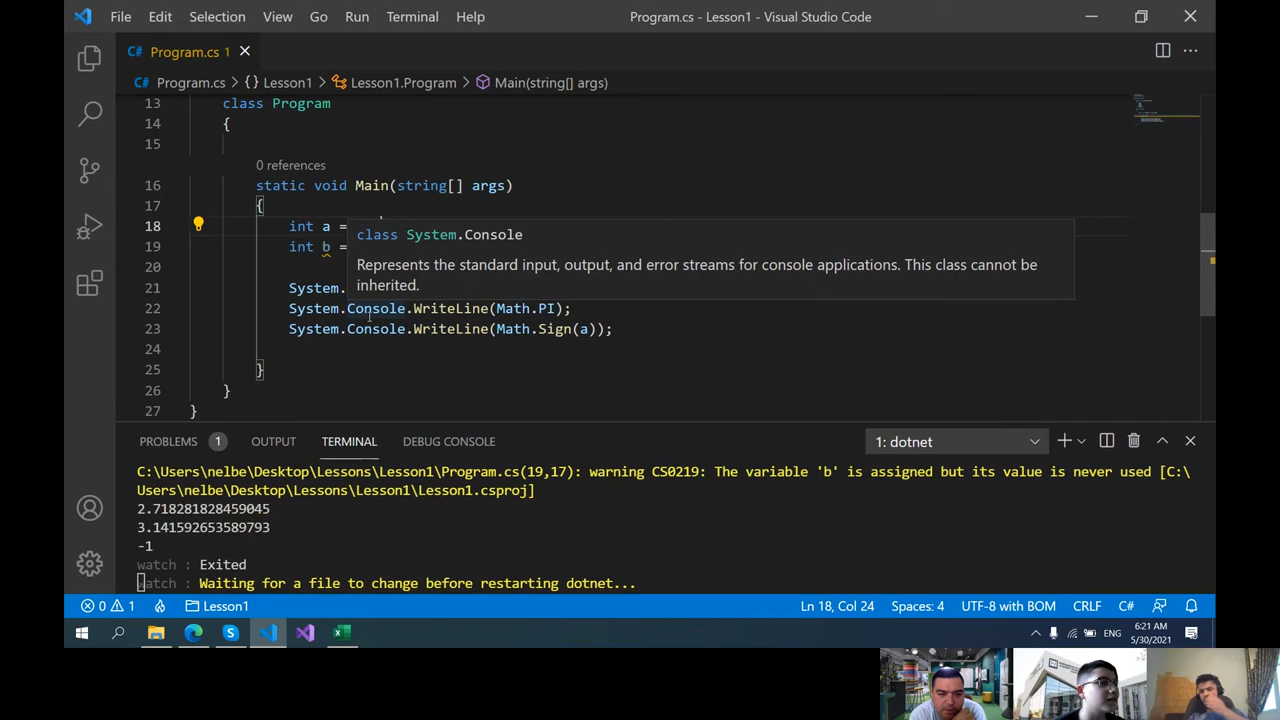 File Edit Selection View Go Run Terminal Help Program.cs - Lesson1 - Visual Studio Code
C# Program.cs 1
C# Program.cs > {} Lesson1 > Lesson1.Program > Main(string[] args)
13 class Program
14 {
15
0 references
16 static void Main(string[] args)
17 {
18 int a =
19 int b =
class System.Console
Represents the standard input, output, and error streams for console applications. This class cannot be
inherited.
20
21 System.
22 System.Console.WriteLine(Math.PI);
23 System.Console.WriteLine(Math.Sign(a));
24
25 }
26 }
27 }
PROBLEMS 1 OUTPUT TERMINAL DEBUG CONSOLE 1: dotnet
C:\Users\nelbe\Desktop\Lessons\Lesson1\Program.cs(19,17): warning CS0219: The variable 'b' is assigned but its value is never used [C:\
Users\nelbe\Desktop\Lessons\Lesson1\Lesson1.csproj]
2.718281828459045
3.141592653589793
-1
watch : Exited
watch : Waiting for a file to change before restarting dotnet...
0 1 Lesson1 Ln 18, Col 24 Spaces: 4 UTF-8 with BOM CRLF C#
ENG 6:21 AM
5/30/2021